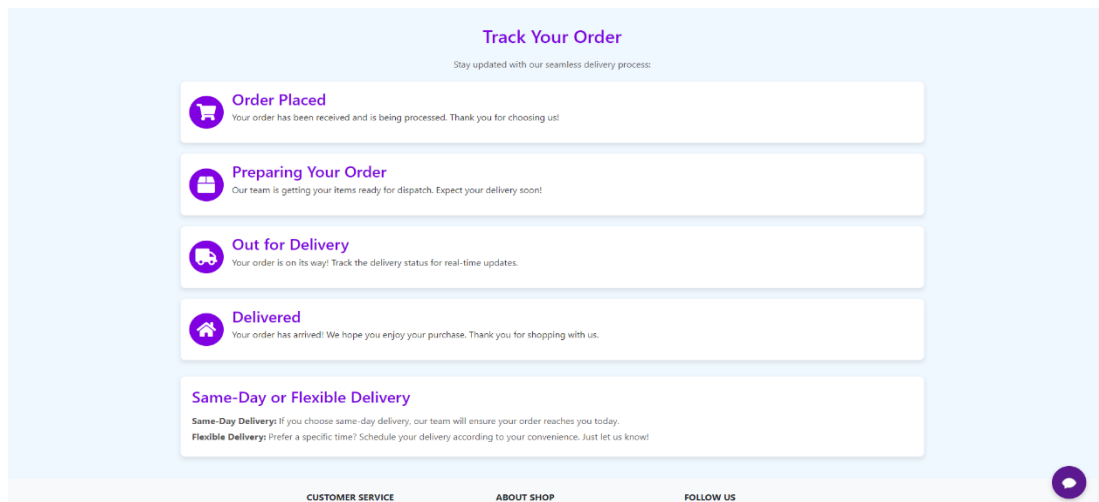 Track Your Order
Stay updated with our seamless delivery process:
Order Placed
Your order has been received and is being processed. Thank you for choosing us!
Preparing Your Order
Our team is getting your items ready for dispatch. Expect your delivery soon!
Out for Delivery
Your order is on its way! Track the delivery status for real-time updates.
Delivered
Your order has arrived! We hope you enjoy your purchase. Thank you for shopping with us.
Same-Day or Flexible Delivery
Same-Day Delivery: If you choose same-day delivery, our team will ensure your order reaches you today.
Flexible Delivery: Prefer a specific time? Schedule your delivery according to your convenience. Just let us know!
CUSTOMER SERVICE ABOUT SHOP FOLLOW US